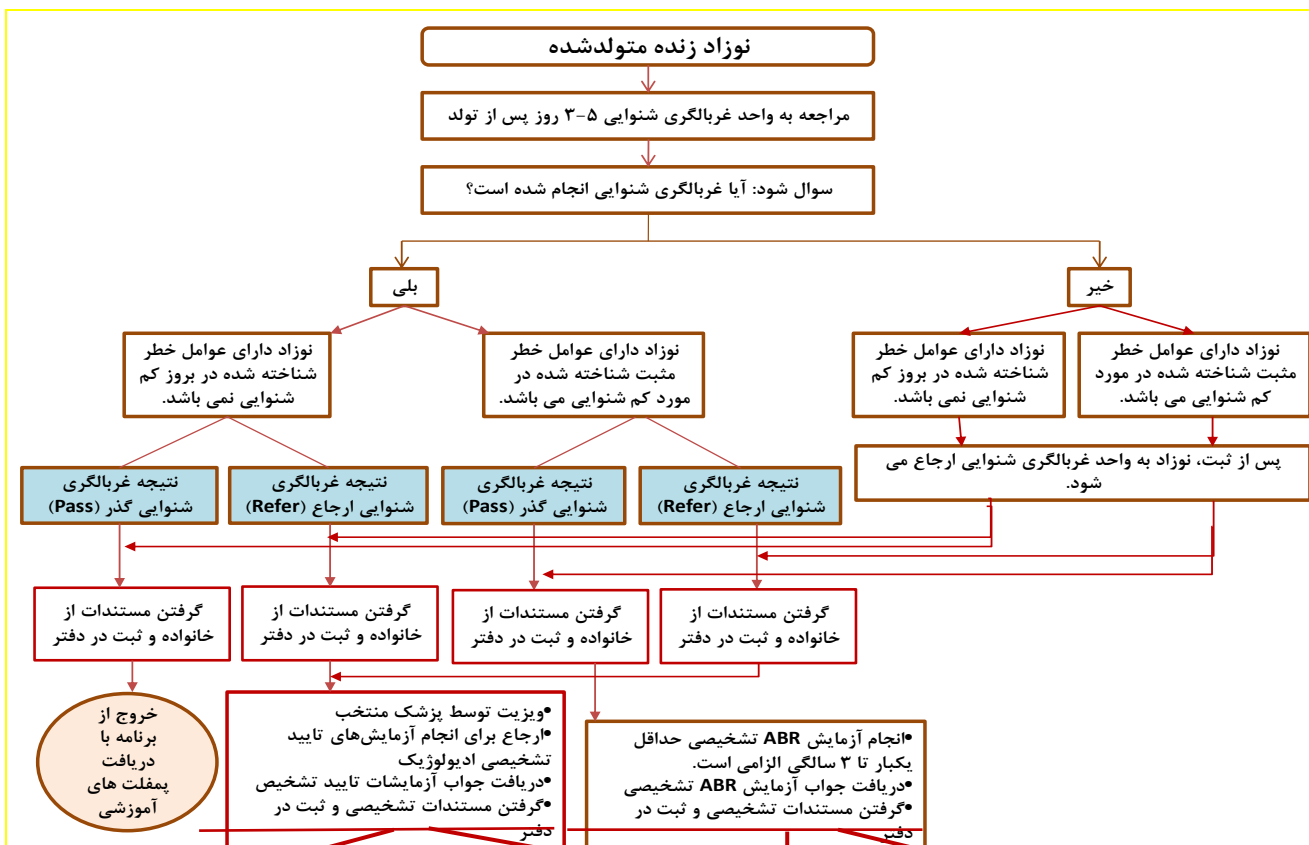 نوزاد زنده متولدشده
مراجعه به واحد غربالگری شنوایی ۵-۳ روز پس از تولد
سوال شود: آیا غربالگری شنوایی انجام شده است؟
خیر
بلی
نوزاد دارای عوامل خطر
مثبت شناخته شده در مورد
کم شنوایی می باشد.
نوزاد دارای عوامل خطر
شناخته شده در بروز کم
شنوایی نمی باشد.
نوزاد دارای عوامل خطر
مثبت شناخته شده در
مورد کم شنوایی می باشد.
نوزاد دارای عوامل خطر
شناخته شده در بروز کم
شنوایی نمی باشد.
پس از ثبت، نوزاد به واحد غربالگری شنوایی ارجاع می
شود.
نتیجه غربالگری
شنوایی ارجاع (Refer)
نتیجه غربالگری
شنوایی گذر (Pass)
نتیجه غربالگری
شنوایی ارجاع (Refer)
نتیجه غربالگری
شنوایی گذر (Pass)
گرفتن مستندات از
خانواده و ثبت در دفتر
گرفتن مستندات از
خانواده و ثبت در دفتر
گرفتن مستندات از
خانواده و ثبت در دفتر
گرفتن مستندات از
خانواده و ثبت در دفتر
•انجام آزمایش ABR تشخیصی حداقل
یکبار تا ۳ سالگی الزامی است.
•دریافت جواب آزمایش ABR تشخیصی
•گرفتن مستندات تشخیصی و ثبت در
دفتر
•ویزیت توسط پزشک منتخب
•ارجاع برای انجام آزمایش‌های تایید
تشخیصی ادیولوژیک
•دریافت جواب آزمایشات تایید تشخیص
•گرفتن مستندات تشخیصی و ثبت در
دفتر
خروج از
برنامه با
دریافت
پمفلت های
آموزشی